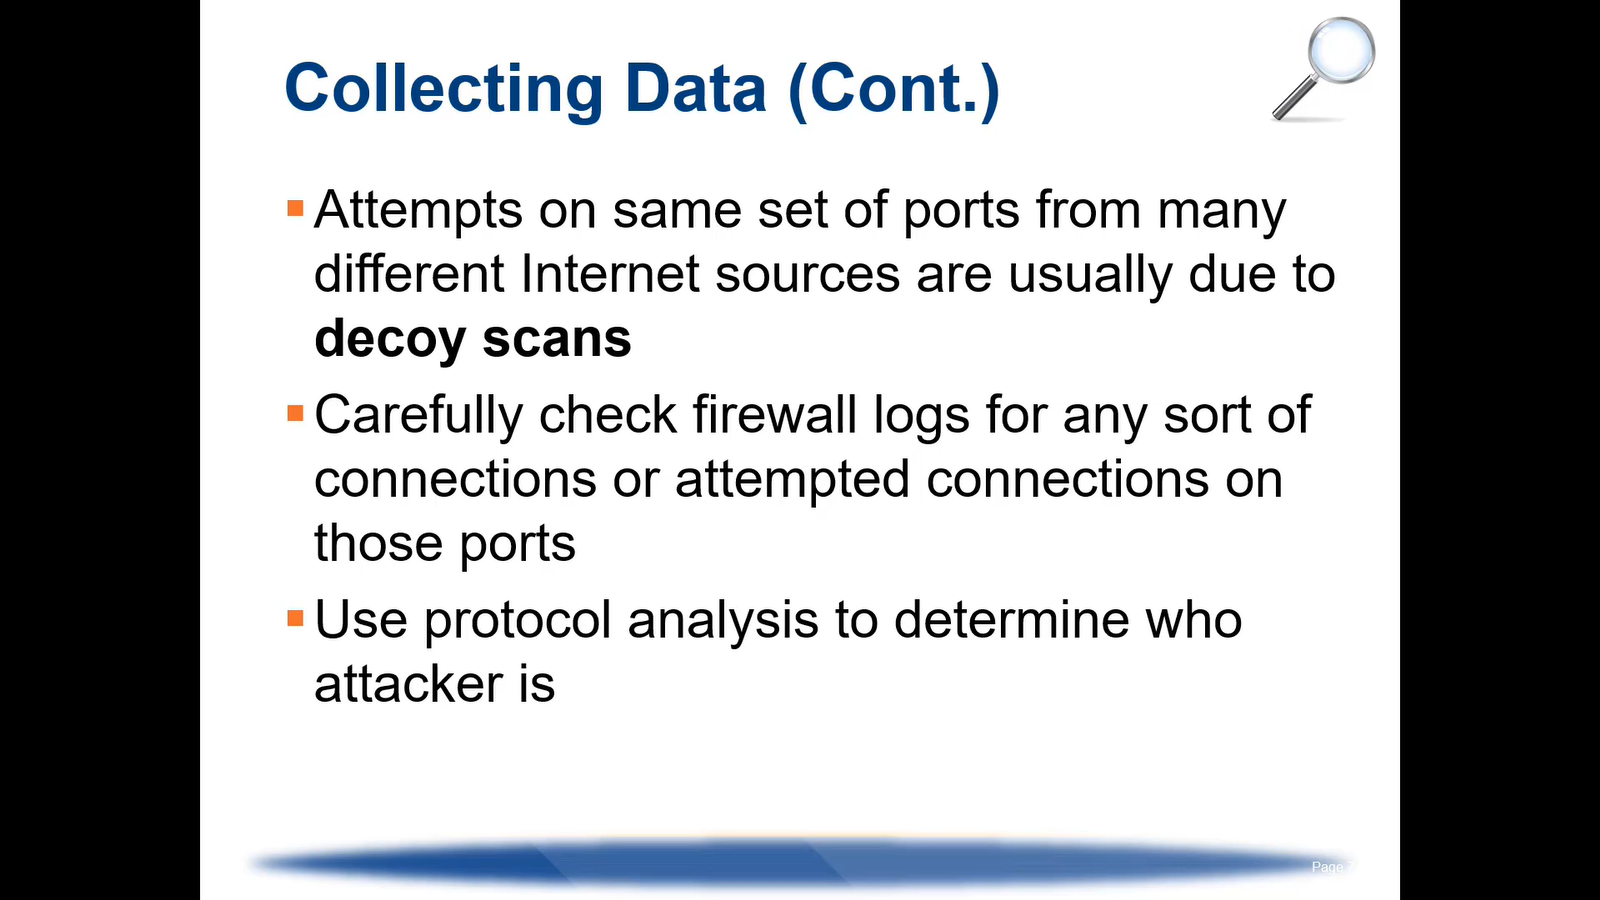 Collecting Data (Cont.)
Attempts on same set of ports from many
different Internet sources are usually due to
decoy scans
Carefully check firewall logs for any sort of
connections or attempted connections on
those ports
Use protocol analysis to determine who
attacker is
Page